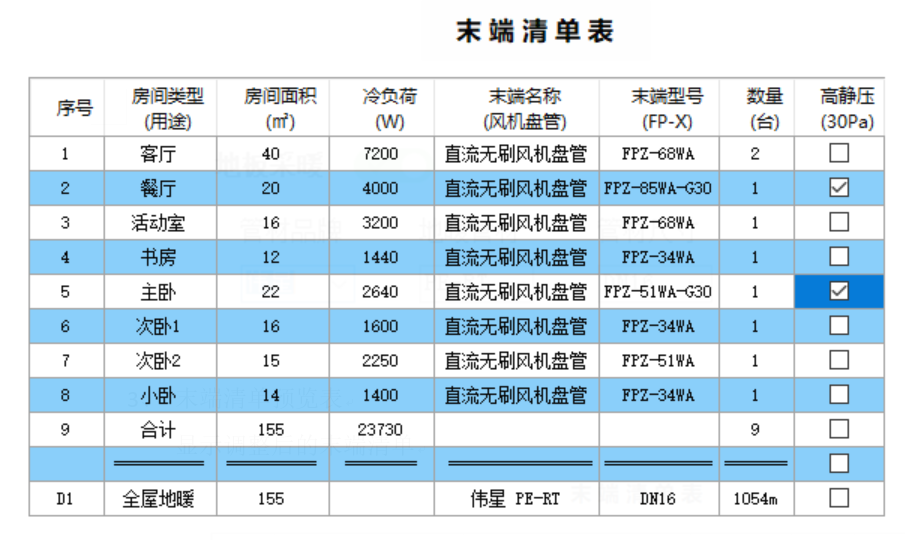 末端清单表
序号 房间类型(用途) 房间面积(㎡) 冷负荷(W) 末端名称(风机盘管) 末端型号(FP-X) 数量(台) 高静压(30Pa)
1 客厅 40 7200 直流无刷风机盘管 FPZ-68WA 2
2 餐厅 20 4000 直流无刷风机盘管 FPZ-85WA-G30 1
3 活动室 16 3200 直流无刷风机盘管 FPZ-68WA 1
4 书房 12 1440 直流无刷风机盘管 FPZ-34WA 1
5 主卧 22 2640 直流无刷风机盘管 FPZ-51WA-G30 1
6 次卧1 16 1600 直流无刷风机盘管 FPZ-34WA 1
7 次卧2 15 2250 直流无刷风机盘管 FPZ-51WA 1
8 小卧 14 1400 直流无刷风机盘管 FPZ-34WA 1
9 合计 155 23730 9
D1 全屋地暖 155 伟星 PE-RT DN16 1054m